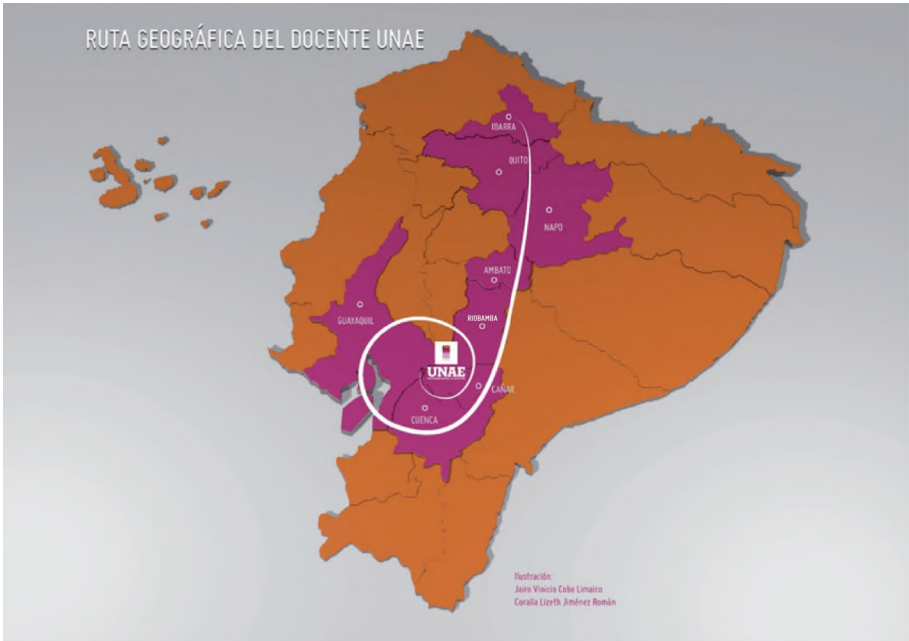 RUTA GEOGRÁFICA DEL DOCENTE UNAE
IBARRA
QUITO
NAPO
AMBATO
GUAYAQUIL
RIOBAMBA
UNAE
CAÑAR
CUENCA
Ilustración:
Jairo Vinicio Coba Limaico
Coralia Lizeth Jiménez Román